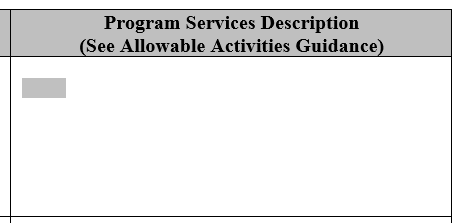 Program Services Description
(See Allowable Activities Guidance)